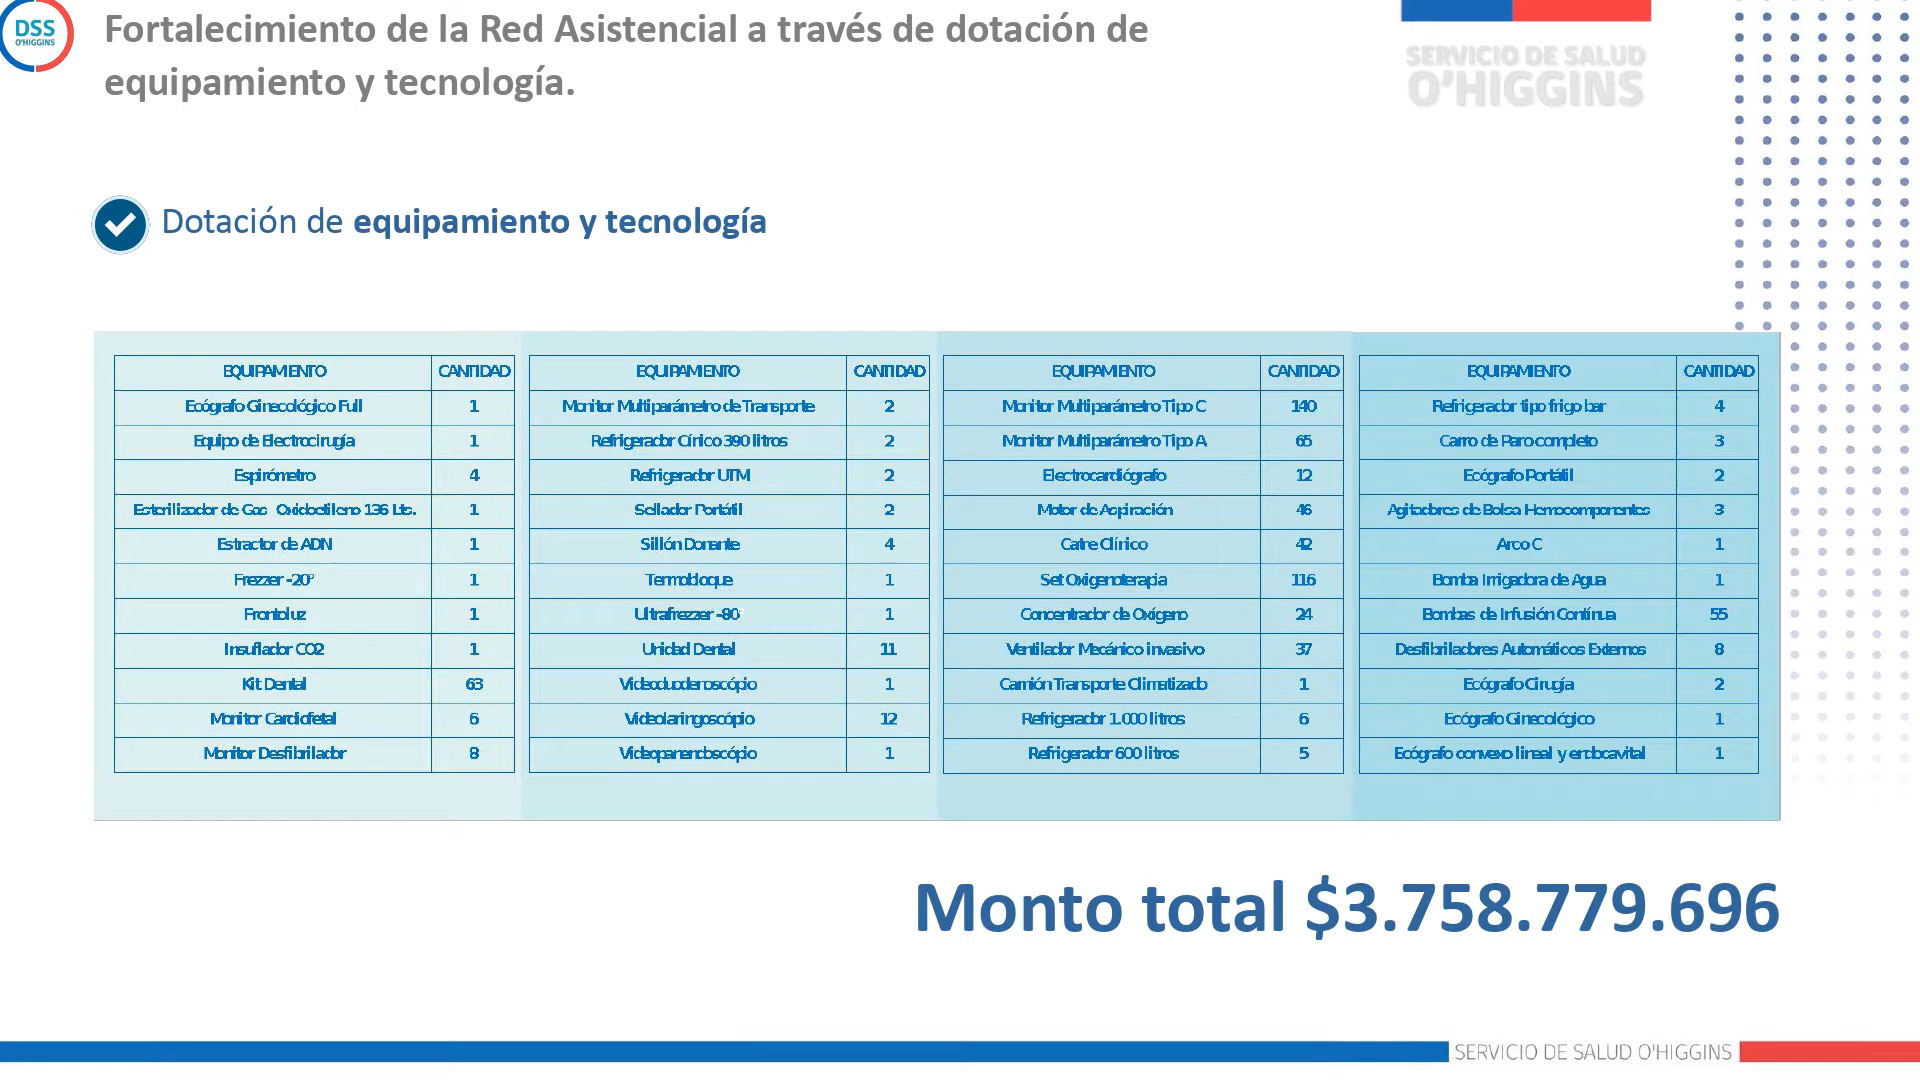 DSS
O'HIGGINS
Fortalecimiento de la Red Asistencial a través de dotación de
equipamiento y tecnología.
SERVICIO DE SALUD
O'HIGGINS
Dotación de equipamiento y tecnología
EQUIPAMIENTO CANTIDAD
Ecógrafo Ginecológico Full 1
Equipo de Electrocirugía 1
Espirómetro 4
Esterilizador de Gas Oxidoetileno 136 Lts. 1
Estractor de ADN 1
Frezzer -20° 1
Frontoluz 1
Insuflador CO2 1
Kit Dental 63
Monitor Cardiofetal 6
Monitor Desfibrilador 8
EQUIPAMIENTO CANTIDAD
Monitor Multiparámetro de Transporte 2
Refrigerador Clínico 390 litros 2
Refrigerador UTM 2
Sellador Portátil 2
Sillón Donante 4
Termobloque 1
Ultrafrezzer -80° 1
Unidad Dental 11
Videoduodenoscópio 1
Videolaringoscópio 12
Videopanendoscópio 1
EQUIPAMIENTO CANTIDAD
Monitor Multiparámetro Tipo C 140
Monitor Multiparámetro Tipo A 65
Electrocardiógrafo 12
Motor de Aspiración 46
Catre Clínico 42
Set Oxigenoterapia 116
Concentrador de Oxígeno 24
Ventilador Mecánico invasivo 37
Camión Transporte Climatizado 1
Refrigerador 1.000 litros 6
Refrigerador 600 litros 5
EQUIPAMIENTO CANTIDAD
Refrigerador tipo frigobar 4
Carro de Paro completo 3
Ecógrafo Portátil 2
Agitadores de Bolsa Hemocomponentes 3
Arco C 1
Bomba Irrigadora de Agua 1
Bombas de Infusión Contínua 55
Desfibriladores Automáticos Externos 8
Ecógrafo Cirugía 2
Ecógrafo Ginecológico 1
Ecógrafo convexo lineal y endocavital 1
Monto total $3.758.779.696
SERVICIO DE SALUD O'HIGGINS